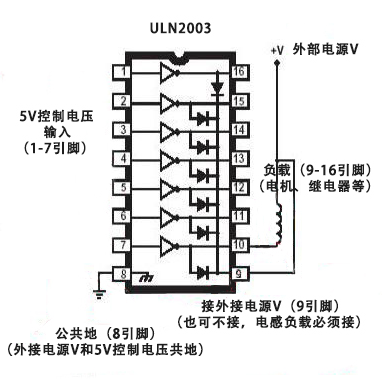 ULN2003
+V 外部电源V
1
16
2
15
3
14
4
13
5
12
6
11
7
10
8
9
5V控制电压
输入
（1-7引脚）
负载（9-16引脚）
（电机、继电器等）
接外接电源V（9引脚）
（也可不接，电感负载必须接）
公共地（8引脚）
（外接电源V和5V控制电压共地）